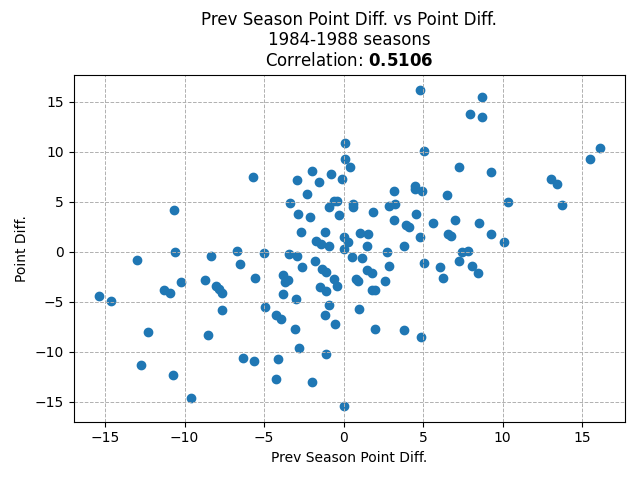 Prev Season Point Diff. vs Point Diff.
1984-1988 seasons
Correlation: 0.5106
15
10
5
0
−5
−10
−15
Point Diff.
−15
−10
−5
0
5
10
15
Prev Season Point Diff.